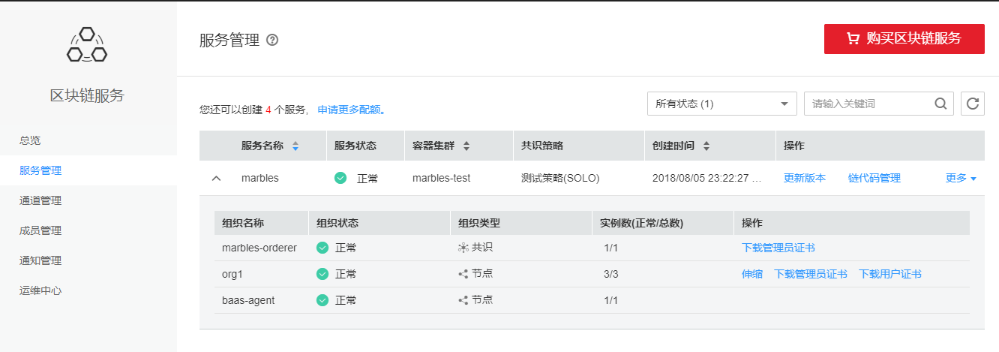 服务管理
购买区块链服务
区块链服务
总览
服务管理
通道管理
成员管理
通知管理
运维中心
您还可以创建 4 个服务， 申请更多配额。
所有状态 (1)
请输入关键词
服务名称 服务状态 容器集群 共识策略 创建时间 操作
marbles 正常 marbles-test 测试策略(SOLO) 2018/08/05 23:22:27 ... 更新版本 链代码管理 更多
组织名称 组织状态 组织类型 实例数(正常/总数) 操作
marbles-orderer 正常 共识 1/1 下载管理员证书
org1 正常 节点 3/3 伸缩 下载管理员证书 下载用户证书
baas-agent 正常 节点 1/1